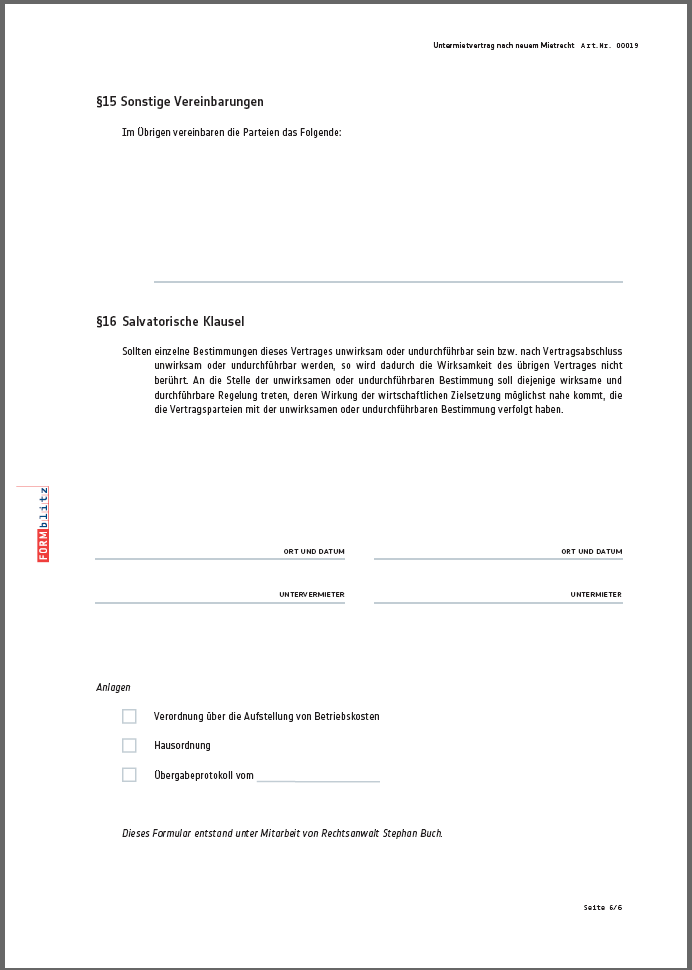 Untermietvertrag nach neuem Mietrecht Art.Nr. 00019
§15 Sonstige Vereinbarungen
Im Übrigen vereinbaren die Parteien das Folgende:
§16 Salvatorische Klausel
Sollten einzelne Bestimmungen dieses Vertrages unwirksam oder undurchführbar sein bzw. nach Vertragsabschluss
unwirksam oder undurchführbar werden, so wird dadurch die Wirksamkeit des übrigen Vertrages nicht
berührt. An die Stelle der unwirksamen oder undurchführbaren Bestimmung soll diejenige wirksame und
durchführbare Regelung treten, deren Wirkung der wirtschaftlichen Zielsetzung möglichst nahe kommt, die
die Vertragsparteien mit der unwirksamen oder undurchführbaren Bestimmung verfolgt haben.
FORMblitz
ORT UND DATUM ORT UND DATUM
UNTERVERMIETER UNTERMIETER
Anlagen
Verordnung über die Aufstellung von Betriebskosten
Hausordnung
Übergabeprotokoll vom
Dieses Formular entstand unter Mitarbeit von Rechtsanwalt Stephan Buch.
Seite 6/6